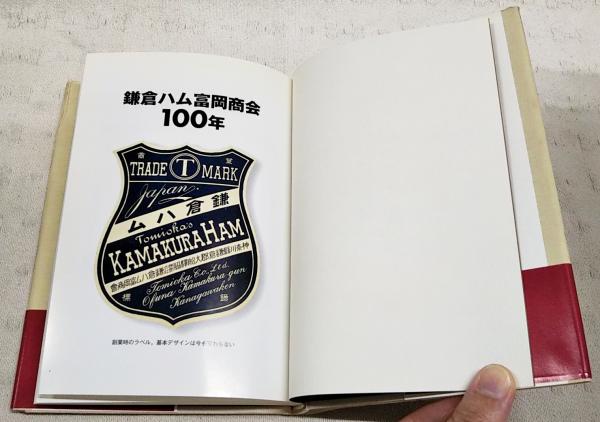 鎌倉ハム富岡商会
100年
登
商
TRADE T MARK
Japan
ムハ倉鎌
Tomioka's
KAMAKURA HAM
Tomioka Co. Ltd.
Ofuna Kamakura-gun
Kanagawaken
標
創業時のラベル。基本デザインは今も変わらない